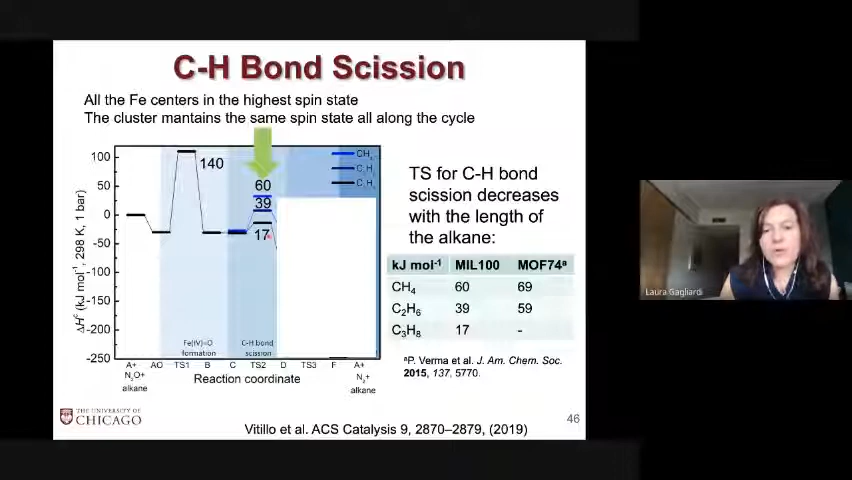 C-H Bond Scission
All the Fe centers in the highest spin state
The cluster mantains the same spin state all along the cycle
100
50
0
-50
-100
-150
-200
-250
ΔH° (kJ mol-1, 298 K, 1 bar)
140
60
39
17
CH
C
C
Fe(IV)=O
formation
C-H bond
scission
A+
N2O+
alkane
AO
TS1
B
C
TS2
D
TS3
F
A+
N2+
alkane
Reaction coordinate
TS for C-H bond
scission decreases
with the length of
the alkane:
kJ mol-1 MIL100 MOF74a
CH4 60 69
C2H6 39 59
C3H8 17 -
aP. Verma et al. J. Am. Chem. Soc.
2015, 137, 5770.
THE UNIVERSITY OF
CHICAGO
46
Vitillo et al. ACS Catalysis 9, 2870–2879, (2019)
Laura Gagliardi